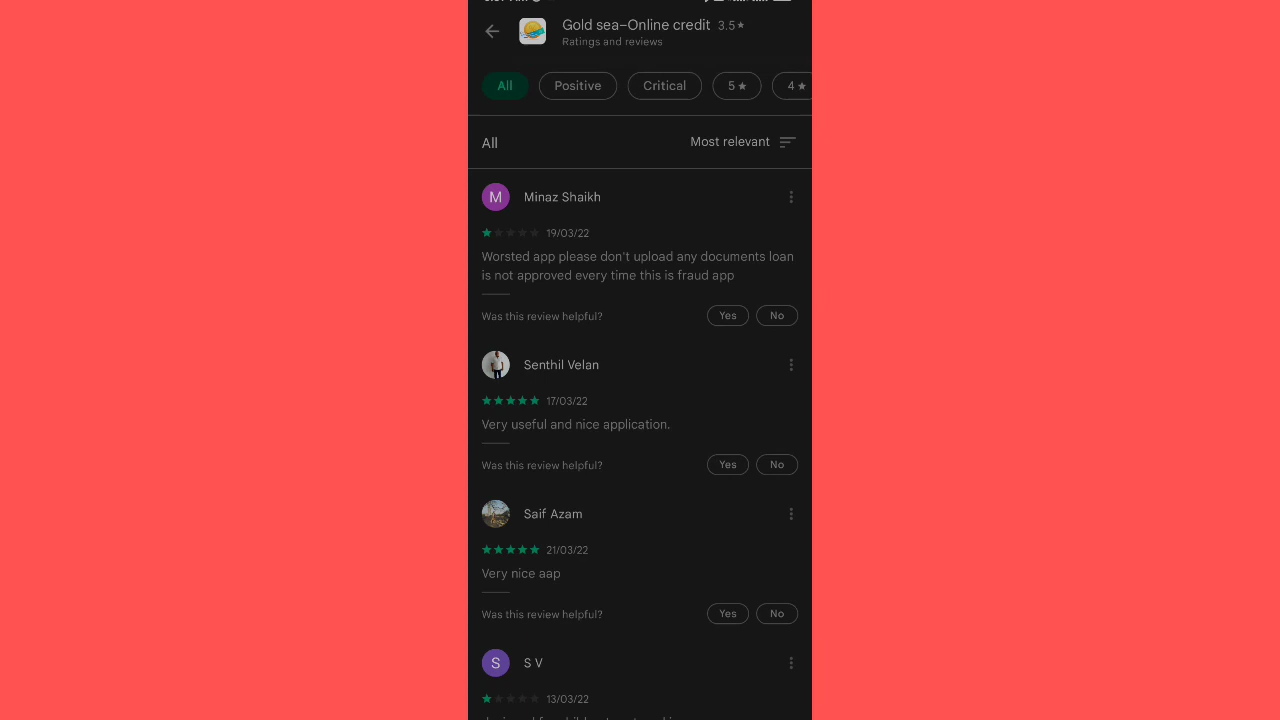 Gold sea–Online credit 3.5★
Ratings and reviews
All Positive Critical 5★ 4★
All Most relevant
M Minaz Shaikh
19/03/22
Worsted app please don't upload any documents loan
is not approved every time this is fraud app
Was this review helpful? Yes No
Senthil Velan
17/03/22
Very useful and nice application.
Was this review helpful? Yes No
Saif Azam
21/03/22
Very nice aap
Was this review helpful? Yes No
S S V
13/03/22